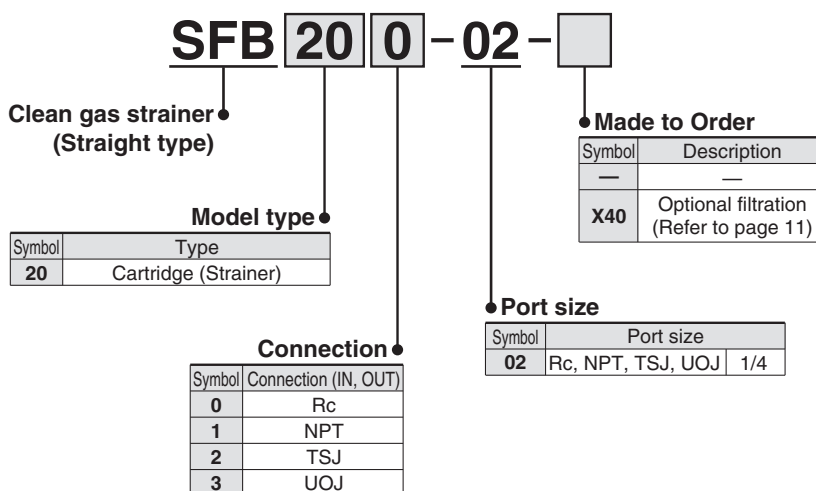 SFB 20 0 - 02 -
Clean gas strainer
(Straight type)
Made to Order
Symbol Description
— —
X40 Optional filtration
(Refer to page 11)
Model type
Symbol Type
20 Cartridge (Strainer)
Port size
Symbol Port size
02 Rc, NPT, TSJ, UOJ 1/4
Connection
Symbol Connection (IN, OUT)
0 Rc
1 NPT
2 TSJ
3 UOJ